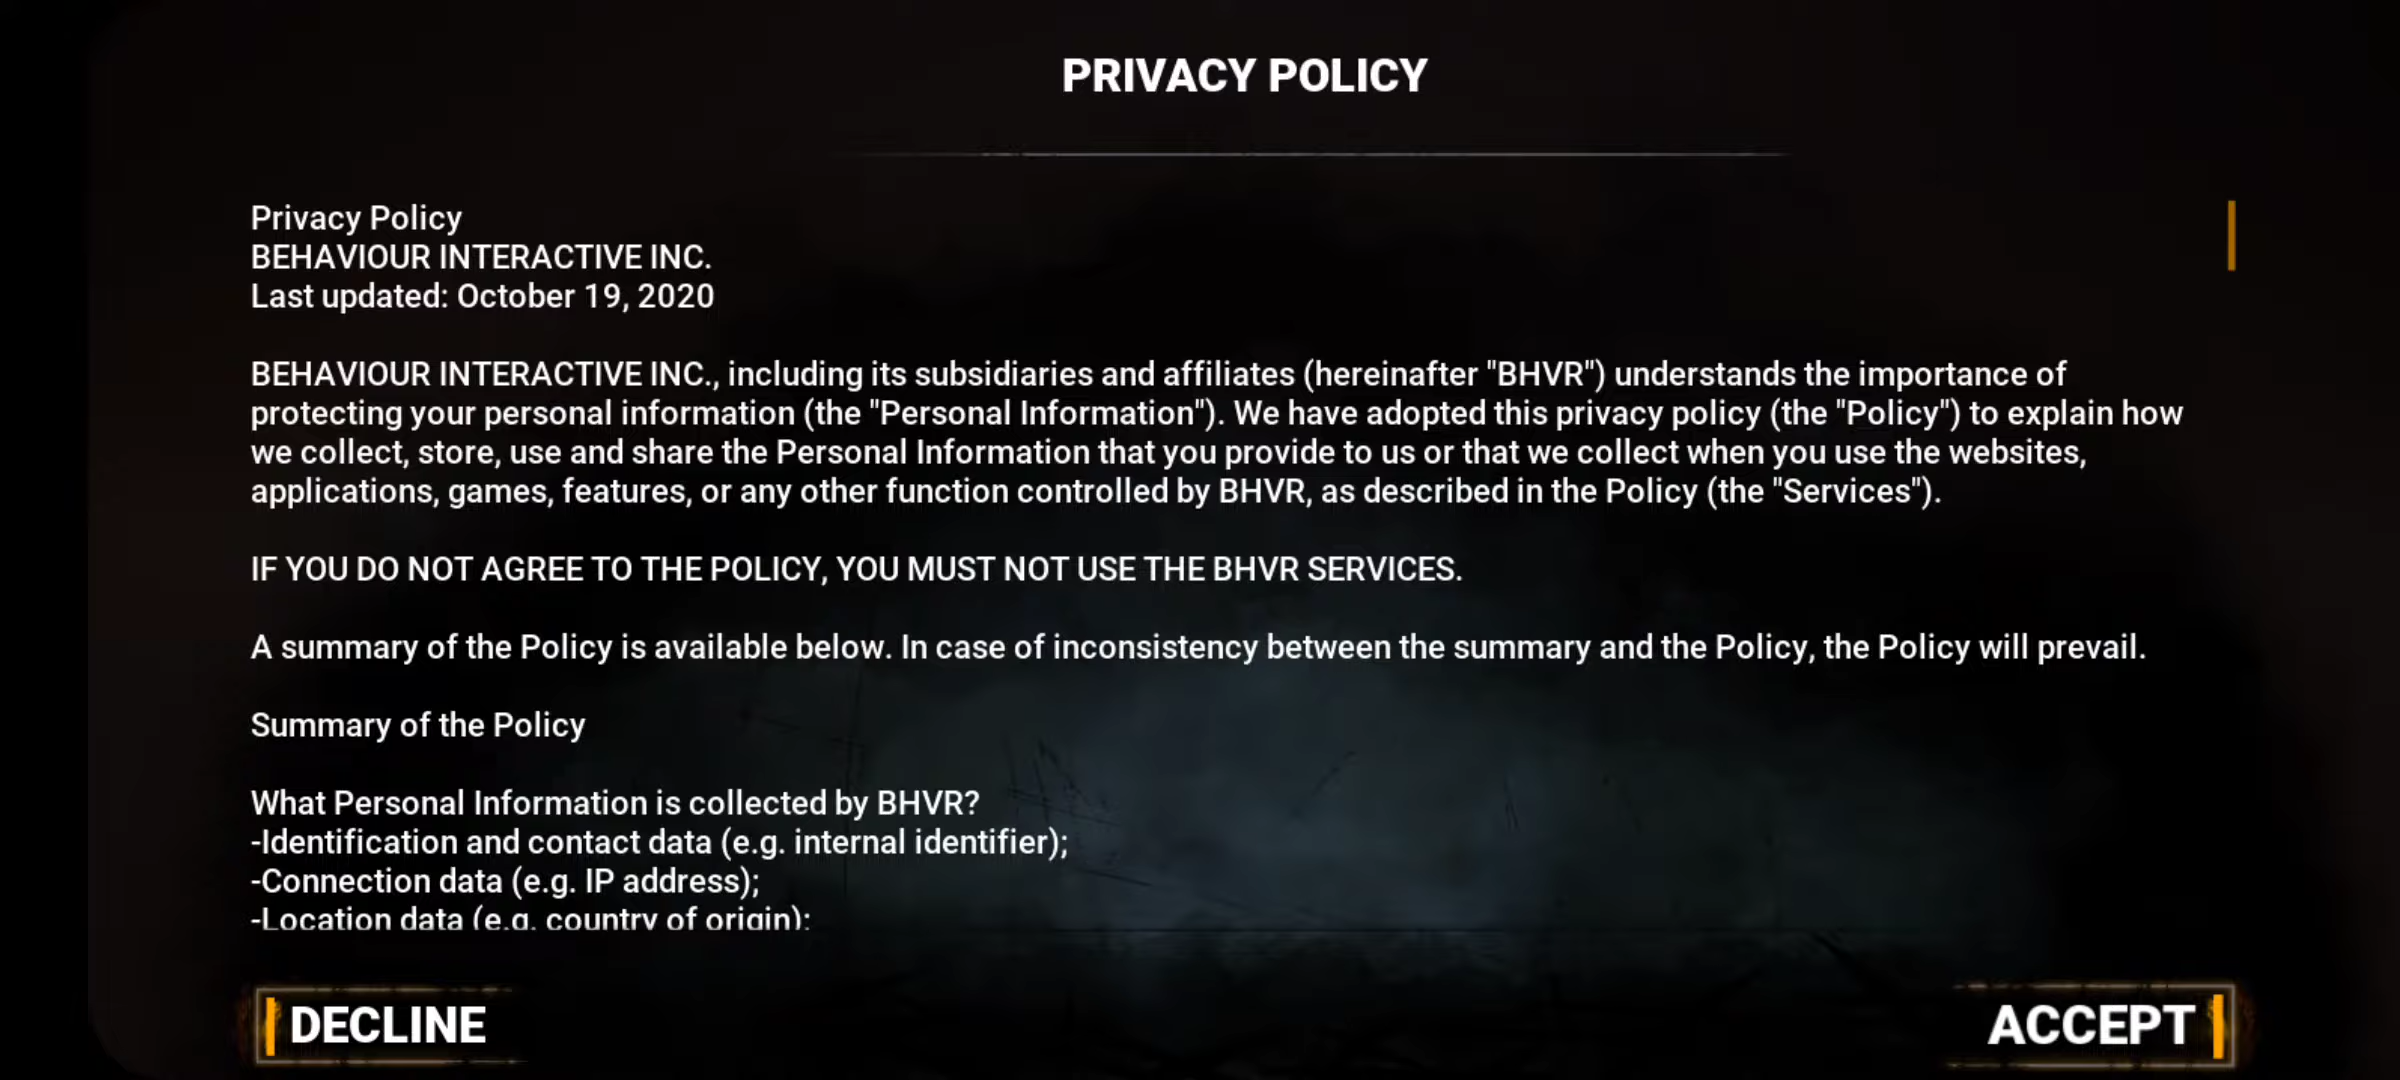 PRIVACY POLICY
Privacy Policy
BEHAVIOUR INTERACTIVE INC.
Last updated: October 19, 2020
BEHAVIOUR INTERACTIVE INC., including its subsidiaries and affiliates (hereinafter "BHVR") understands the importance of
protecting your personal information (the "Personal Information"). We have adopted this privacy policy (the "Policy") to explain how
we collect, store, use and share the Personal Information that you provide to us or that we collect when you use the websites,
applications, games, features, or any other function controlled by BHVR, as described in the Policy (the "Services").
IF YOU DO NOT AGREE TO THE POLICY, YOU MUST NOT USE THE BHVR SERVICES.
A summary of the Policy is available below. In case of inconsistency between the summary and the Policy, the Policy will prevail.
Summary of the Policy
What Personal Information is collected by BHVR?
-Identification and contact data (e.g. internal identifier);
-Connection data (e.g. IP address);
-Location data (e.g. country of origin);
DECLINE
ACCEPT